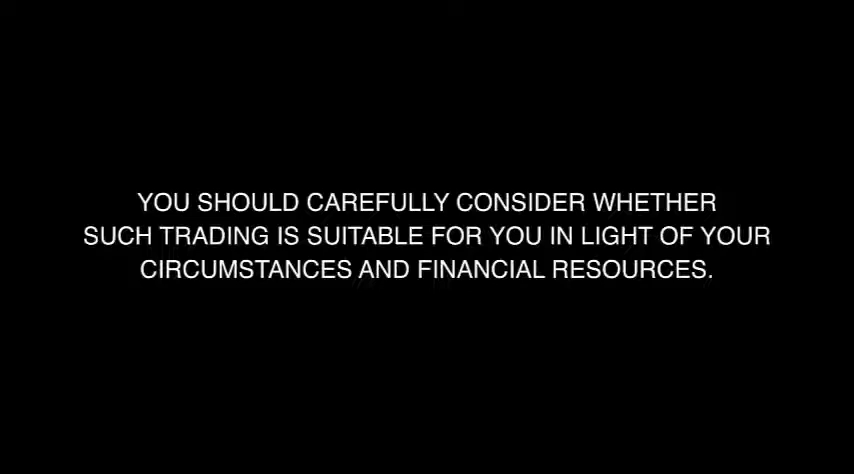 YOU SHOULD CAREFULLY CONSIDER WHETHER
SUCH TRADING IS SUITABLE FOR YOU IN LIGHT OF YOUR
CIRCUMSTANCES AND FINANCIAL RESOURCES.